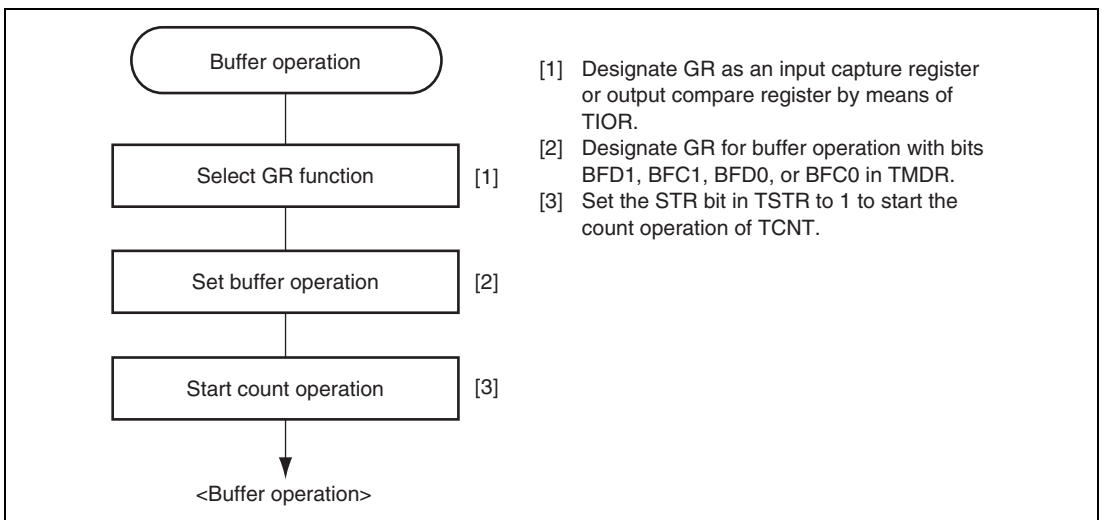 Buffer operation
Select GR function
[1]
Set buffer operation
[2]
Start count operation
[3]
<Buffer operation>
[1] Designate GR as an input capture register
or output compare register by means of
TIOR.
[2] Designate GR for buffer operation with bits
BFD1, BFC1, BFD0, or BFC0 in TMDR.
[3] Set the STR bit in TSTR to 1 to start the
count operation of TCNT.